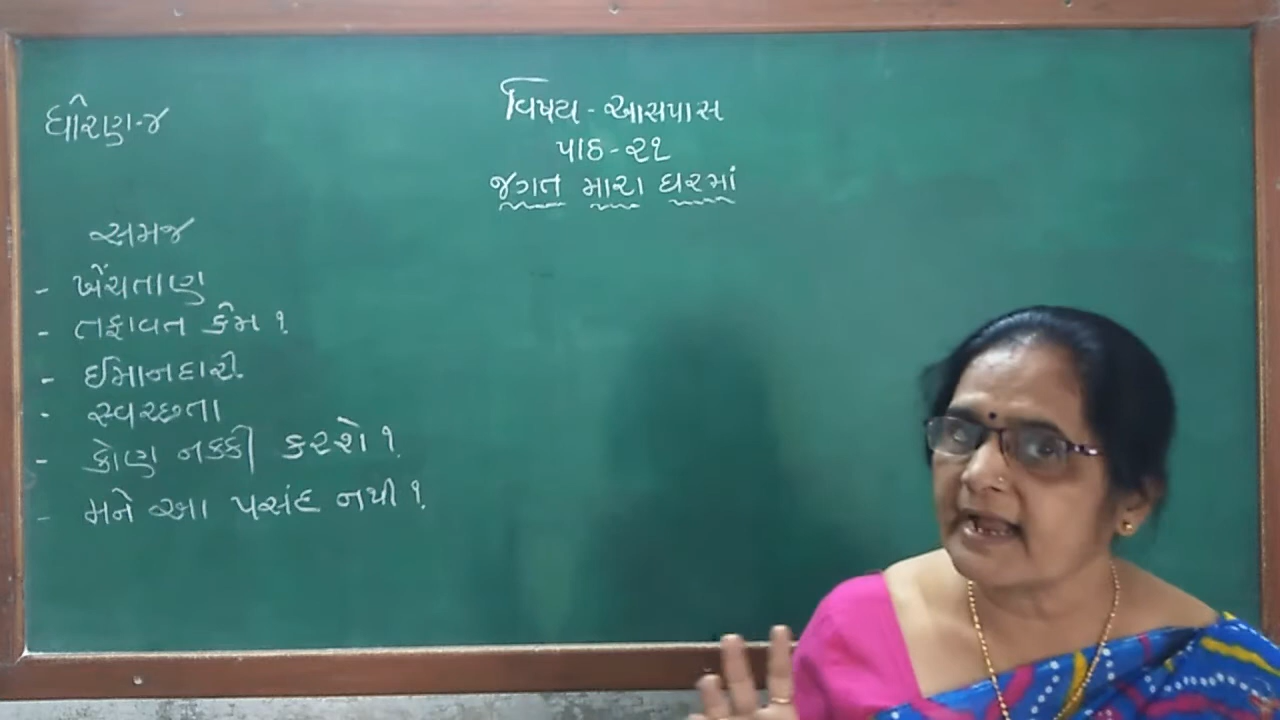 ધોરણ-૪
વિષય - આસપાસ
પાઠ - ૨૧
જગત મારા ઘરમાં
સમજ
- ખેંચતાણ
- તફાવત કેમ ?
- ઈમાનદારી
- સ્વચ્છતા
- કોણ નક્કી કરશે ?
- મને આ પસંદ નથી ?